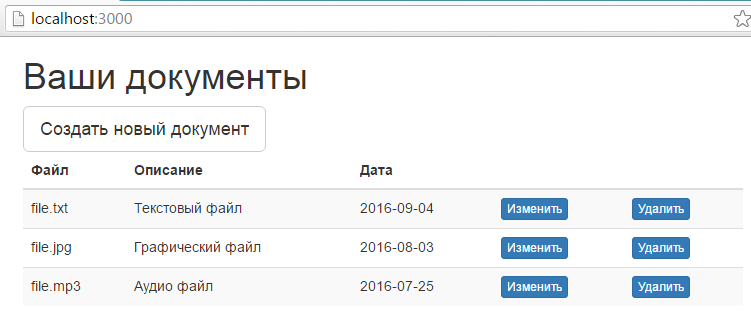 localhost:3000
Ваши документы
Создать новый документ
Файл Описание Дата
file.txt Текстовый файл 2016-09-04 Изменить Удалить
file.jpg Графический файл 2016-08-03 Изменить Удалить
file.mp3 Аудио файл 2016-07-25 Изменить Удалить